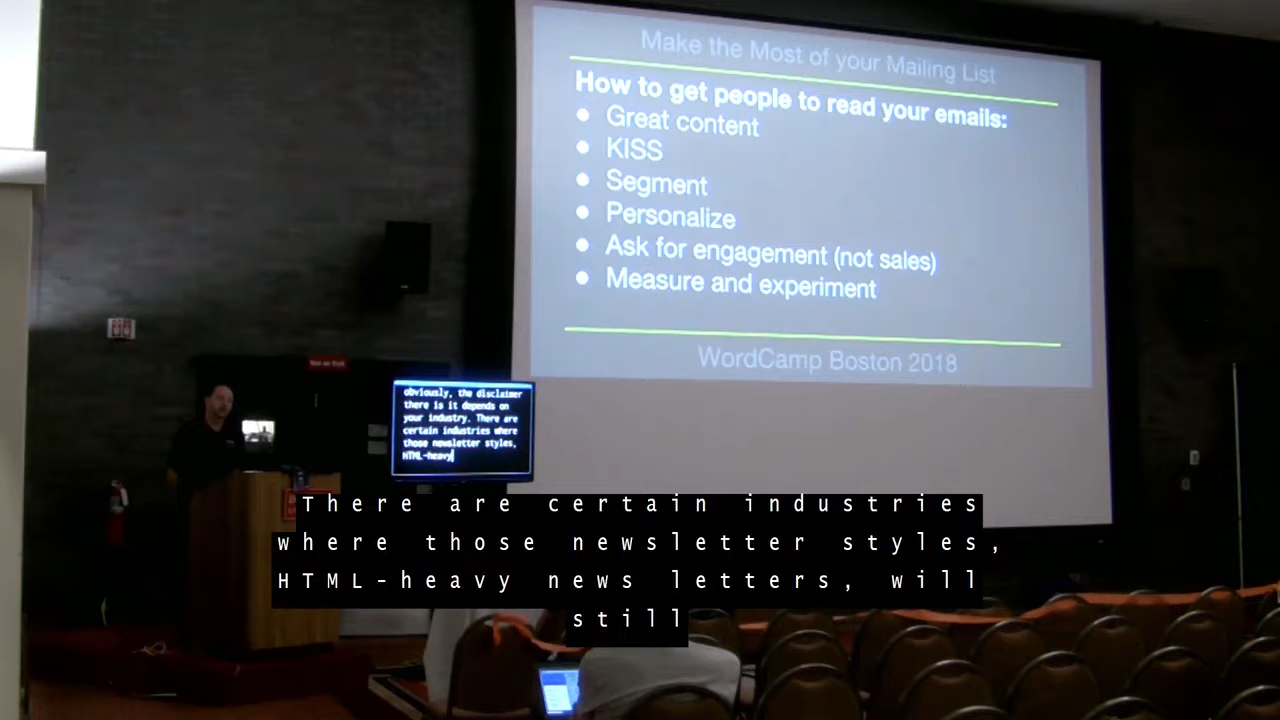 Make the Most of your Mailing List
How to get people to read your emails:
● Great content
● KISS
● Segment
● Personalize
● Ask for engagement (not sales)
● Measure and experiment
WordCamp Boston 2018
Not an Exit
obviously, the disclaimer
there is it depends on
your industry. There are
certain industries where
those newsletter styles,
HTML-heavy
There are certain industries
where those newsletter styles,
HTML-heavy news letters, will
still